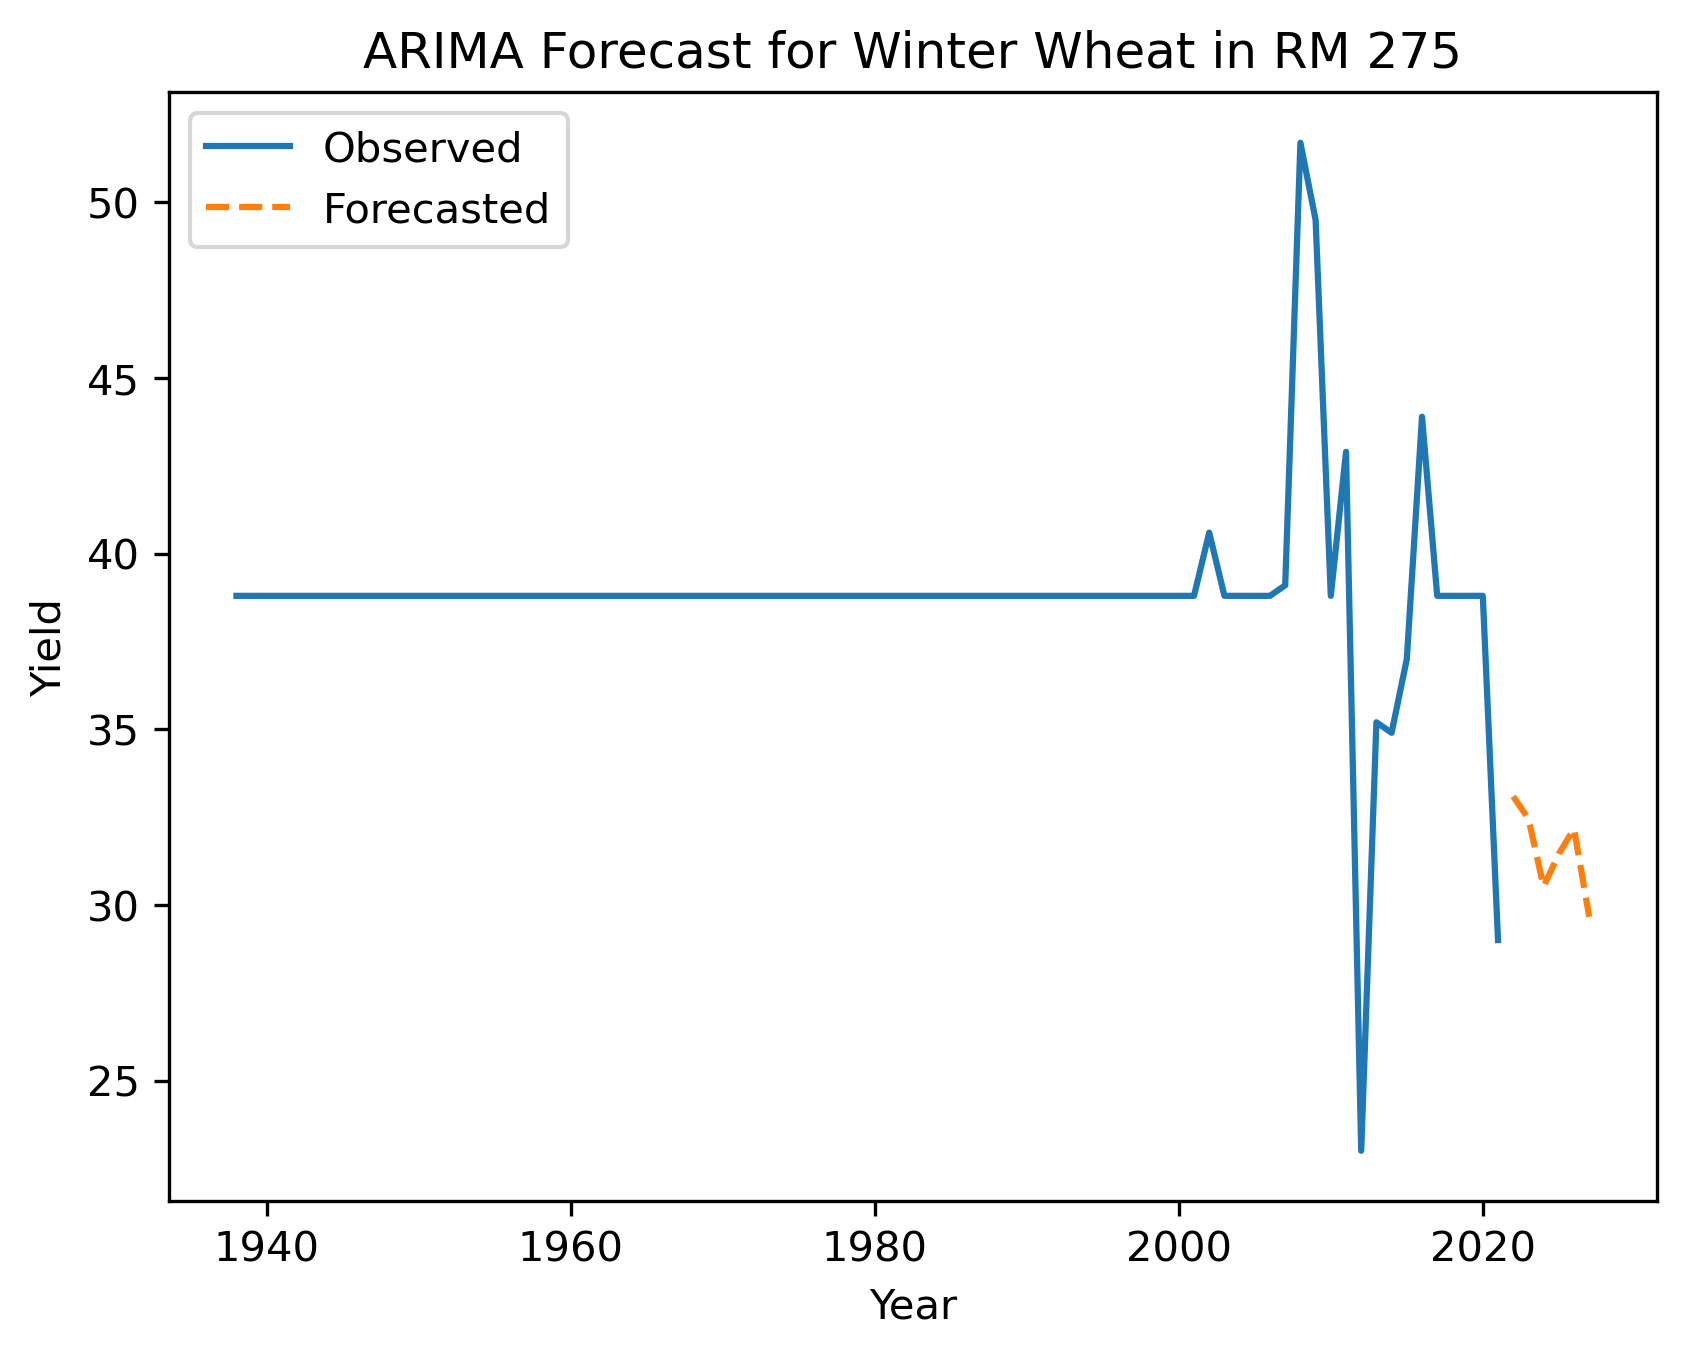 ARIMA Forecast for Winter Wheat in RM 275
Observed
Forecasted
50
45
40
35
30
25
Yield
1940 1960 1980 2000 2020
Year